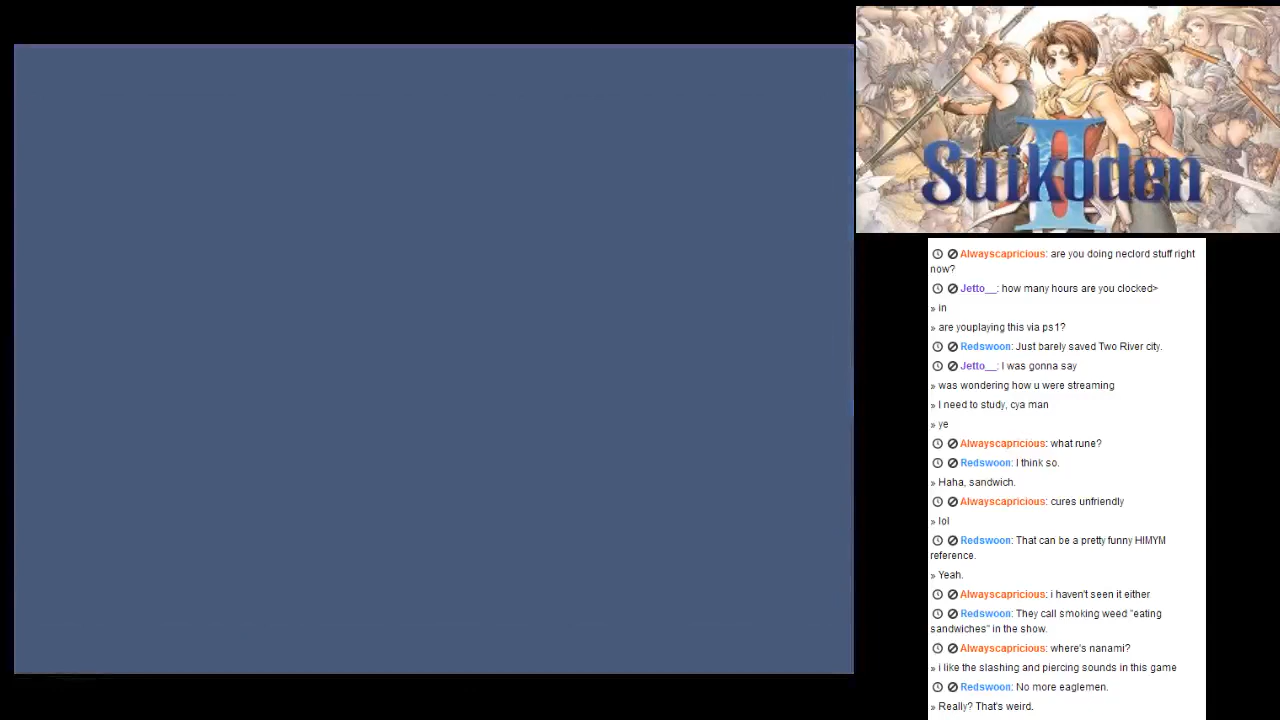 Suikoden
II
Alwayscapricious: are you doing neclord stuff right
now?
Jetto__: how many hours are you clocked>
» in
» are youplaying this via ps1?
Redswoon: Just barely saved Two River city.
Jetto__: I was gonna say
» was wondering how u were streaming
» I need to study, cya man
» ye
Alwayscapricious: what rune?
Redswoon: I think so.
» Haha, sandwich.
Alwayscapricious: cures unfriendly
» lol
Redswoon: That can be a pretty funny HIMYM
reference.
» Yeah.
Alwayscapricious: i haven't seen it either
Redswoon: They call smoking weed "eating
sandwiches" in the show.
Alwayscapricious: where's nanami?
» i like the slashing and piercing sounds in this game
Redswoon: No more eaglemen.
» Really? That's weird.